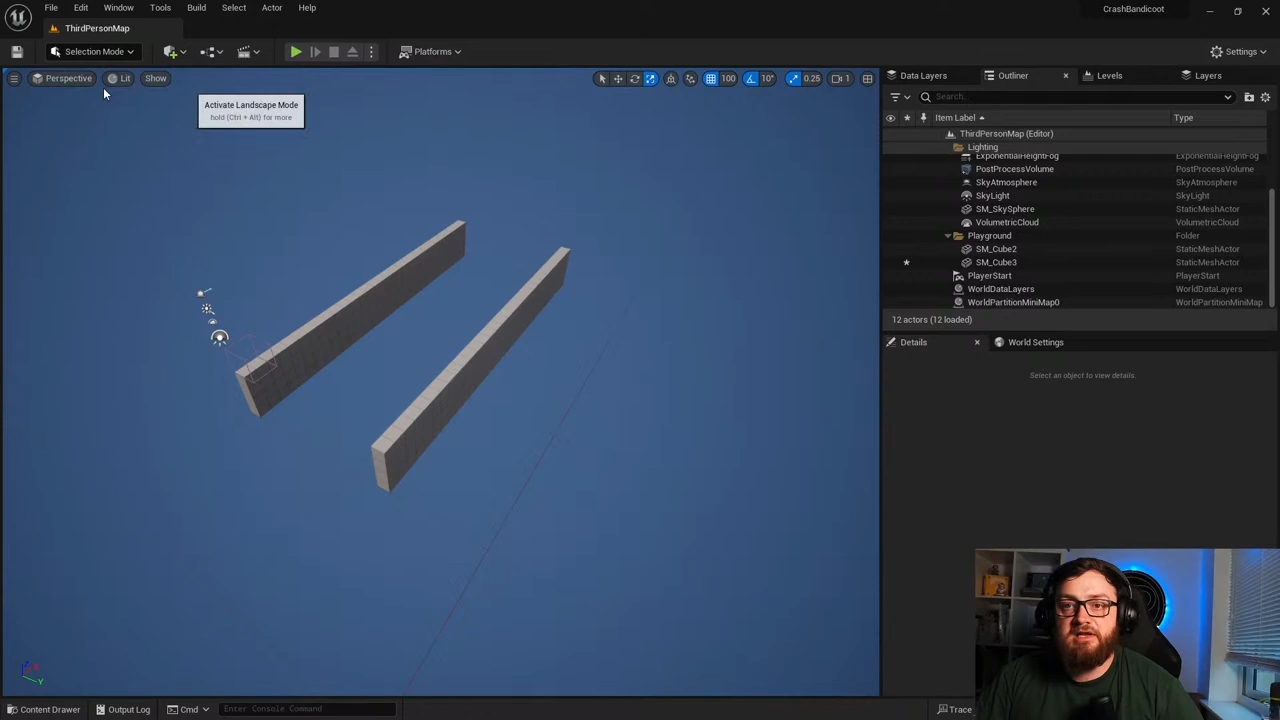 File Edit Window Tools Build Select Actor Help
CrashBandicoot
ThirdPersonMap
Selection Mode
Platforms
Settings
Perspective Lit Show
100 10° 0.25 1
Data Layers Outliner Levels Layers
Activate Landscape Mode
hold (Ctrl + Alt) for more
Search...
Item Label Type
ThirdPersonMap (Editor)
Lighting
ExponentialHeightFog ExponentialHeightFog
PostProcessVolume PostProcessVolume
SkyAtmosphere SkyAtmosphere
SkyLight SkyLight
SM_SkySphere StaticMeshActor
VolumetricCloud VolumetricCloud
Playground Folder
SM_Cube2 StaticMeshActor
SM_Cube3 StaticMeshActor
PlayerStart PlayerStart
WorldDataLayers WorldDataLayers
WorldPartitionMiniMap0 WorldPartitionMiniMap
12 actors (12 loaded)
Details World Settings
Select an object to view details.
Z X Y
Content Drawer Output Log Cmd Enter Console Command Trace